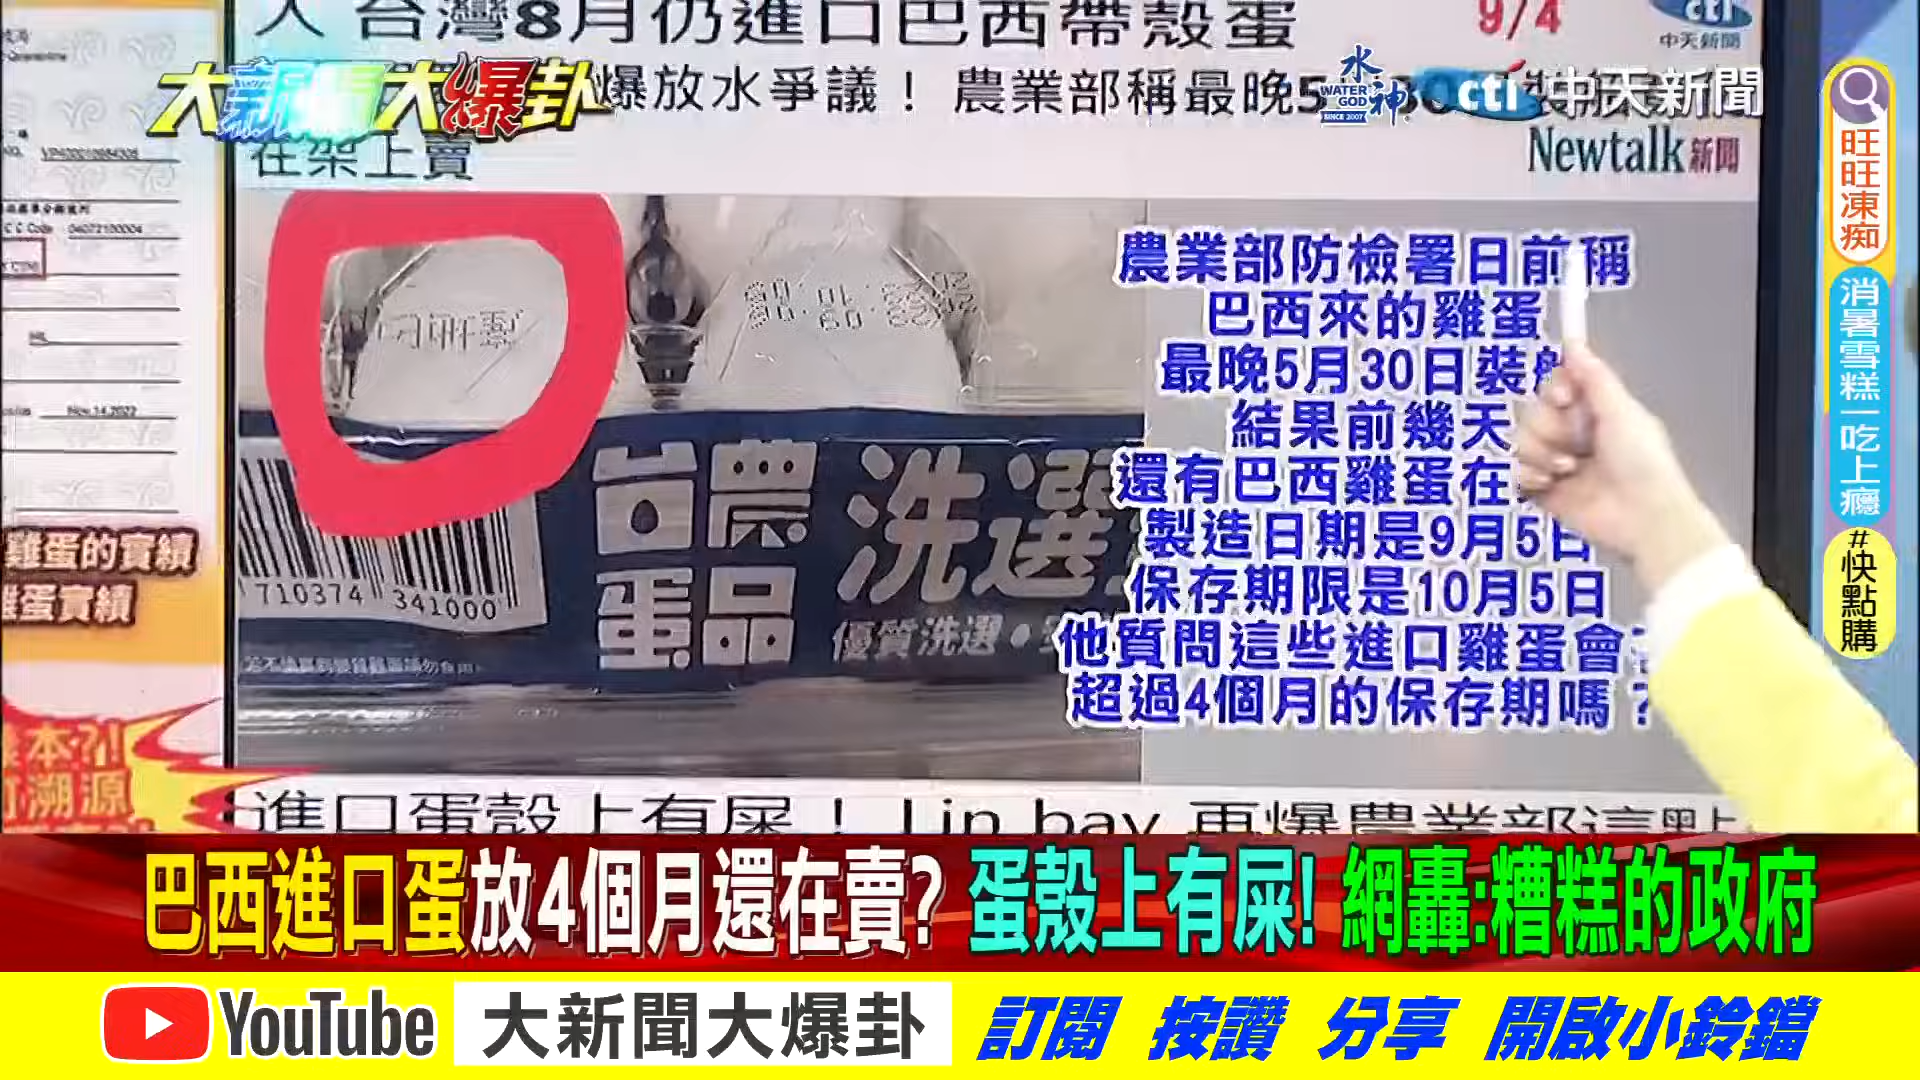 台灣8月仍進口巴西帶殼蛋
9/4
cti
中天新聞
大新聞大爆卦
爆放水爭議！農業部稱最晚5
水神
WATER GOD
SINCE 2007
cti 中天新聞
在架上賣
Newtalk新聞
旺旺凍痴
消暑雪糕一吃上癮
#快點購
C C Code 04072100004
Nov.14.2022
雞蛋的實績
雞蛋實績
本?!
溯源
農業部防檢署日前稱
巴西來的雞蛋
最晚5月30日裝
結果前幾天
還有巴西雞蛋在
製造日期是9月5日
保存期限是10月5日
他質問這些進口雞蛋會
超過4個月的保存期嗎？
710374 341000
台農蛋品
洗選
優質洗選
進口蛋殼上有屎！Lin bay 再爆農業部這點
巴西進口蛋放4個月還在賣? 蛋殼上有屎! 網轟:糟糕的政府
YouTube 大新聞大爆卦 訂閱 按讚 分享 開啟小鈴鐺